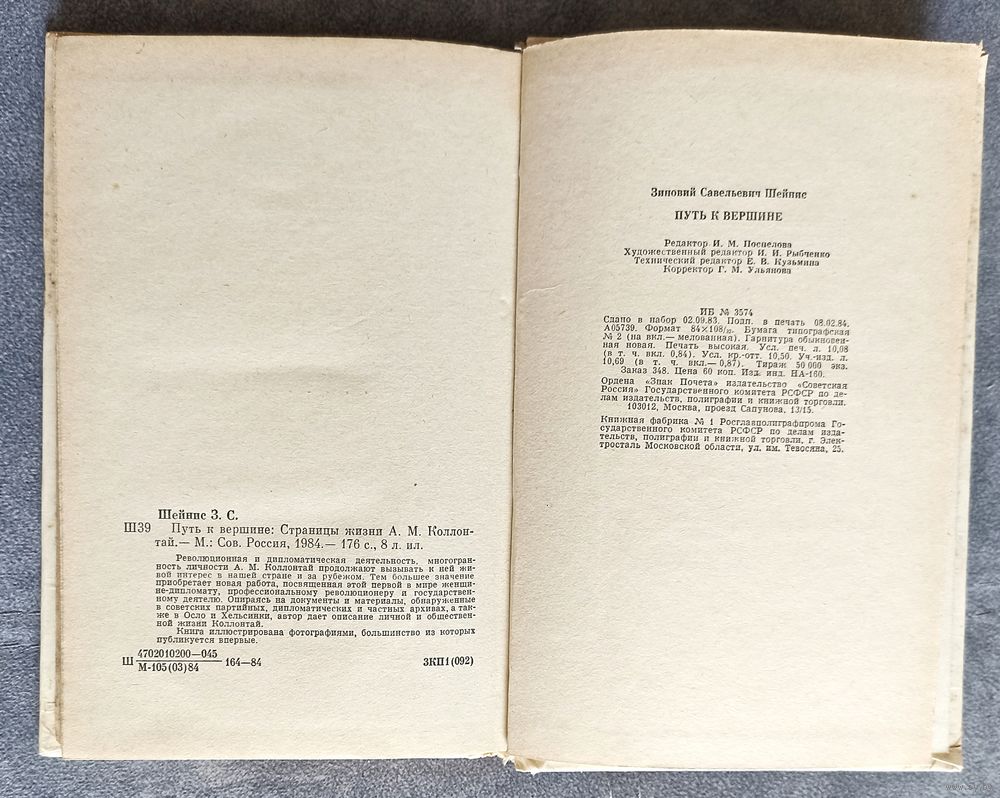 Шейнис З. С.
Ш39 Путь к вершине: Страницы жизни А. М. Коллон-
тай.— М.: Сов. Россия, 1984.— 176 с., 8 л. ил.
Революционная и дипломатическая деятельность, многогран-
ность личности А. М. Коллонтай продолжают вызывать к ней жи-
вой интерес в нашей стране и за рубежом. Тем большее значение
приобретает новая работа, посвященная этой первой в мире женщи-
не-дипломату, профессиональному революционеру и государствен-
ному деятелю. Опираясь на документы и материалы, обнаруженные
в советских партийных, дипломатических и частных архивах, а так-
же в Осло и Хельсинки, автор дает описание личной и обществен-
ной жизни Коллонтай.
Книга иллюстрирована фотографиями, большинство из которых
публикуется впервые.
Ш 4702010200—045
М-105(03)84 164—84 3КП1(092)
Зиновий Савельевич Шейнис
ПУТЬ К ВЕРШИНЕ
Редактор И. М. Поспелова
Художественный редактор И. И. Рыбченко
Технический редактор Е. В. Кузьмина
Корректор Г. М. Ульянова
ИБ № 3574
Сдано в набор 02.09.83. Подп. в печать 08.02.84.
А05739. Формат 84×108/₃₂. Бумага типографская
№ 2 (на вкл.— мелованная). Гарнитура обыкновен-
ная новая. Печать высокая. Усл. печ. л. 10,08
(в т. ч. вкл. 0,84). Усл. кр.-отт. 10,50. Уч.-изд. л.
10,69 (в т. ч. вкл.— 0,87). Тираж 50 000 экз.
Заказ 348. Цена 60 коп. Изд. инд. НА-160.
Ордена «Знак Почета» издательство «Советская
Россия» Государственного комитета РСФСР по де-
лам издательств, полиграфии и книжной торговли.
103012, Москва, проезд Сапунова, 13/15.
Книжная фабрика № 1 Росглавполиграфпрома Го-
сударственного комитета РСФСР по делам изда-
тельств, полиграфии и книжной торговли, г. Элек-
тросталь Московской области, ул. им. Тевосяна, 25.